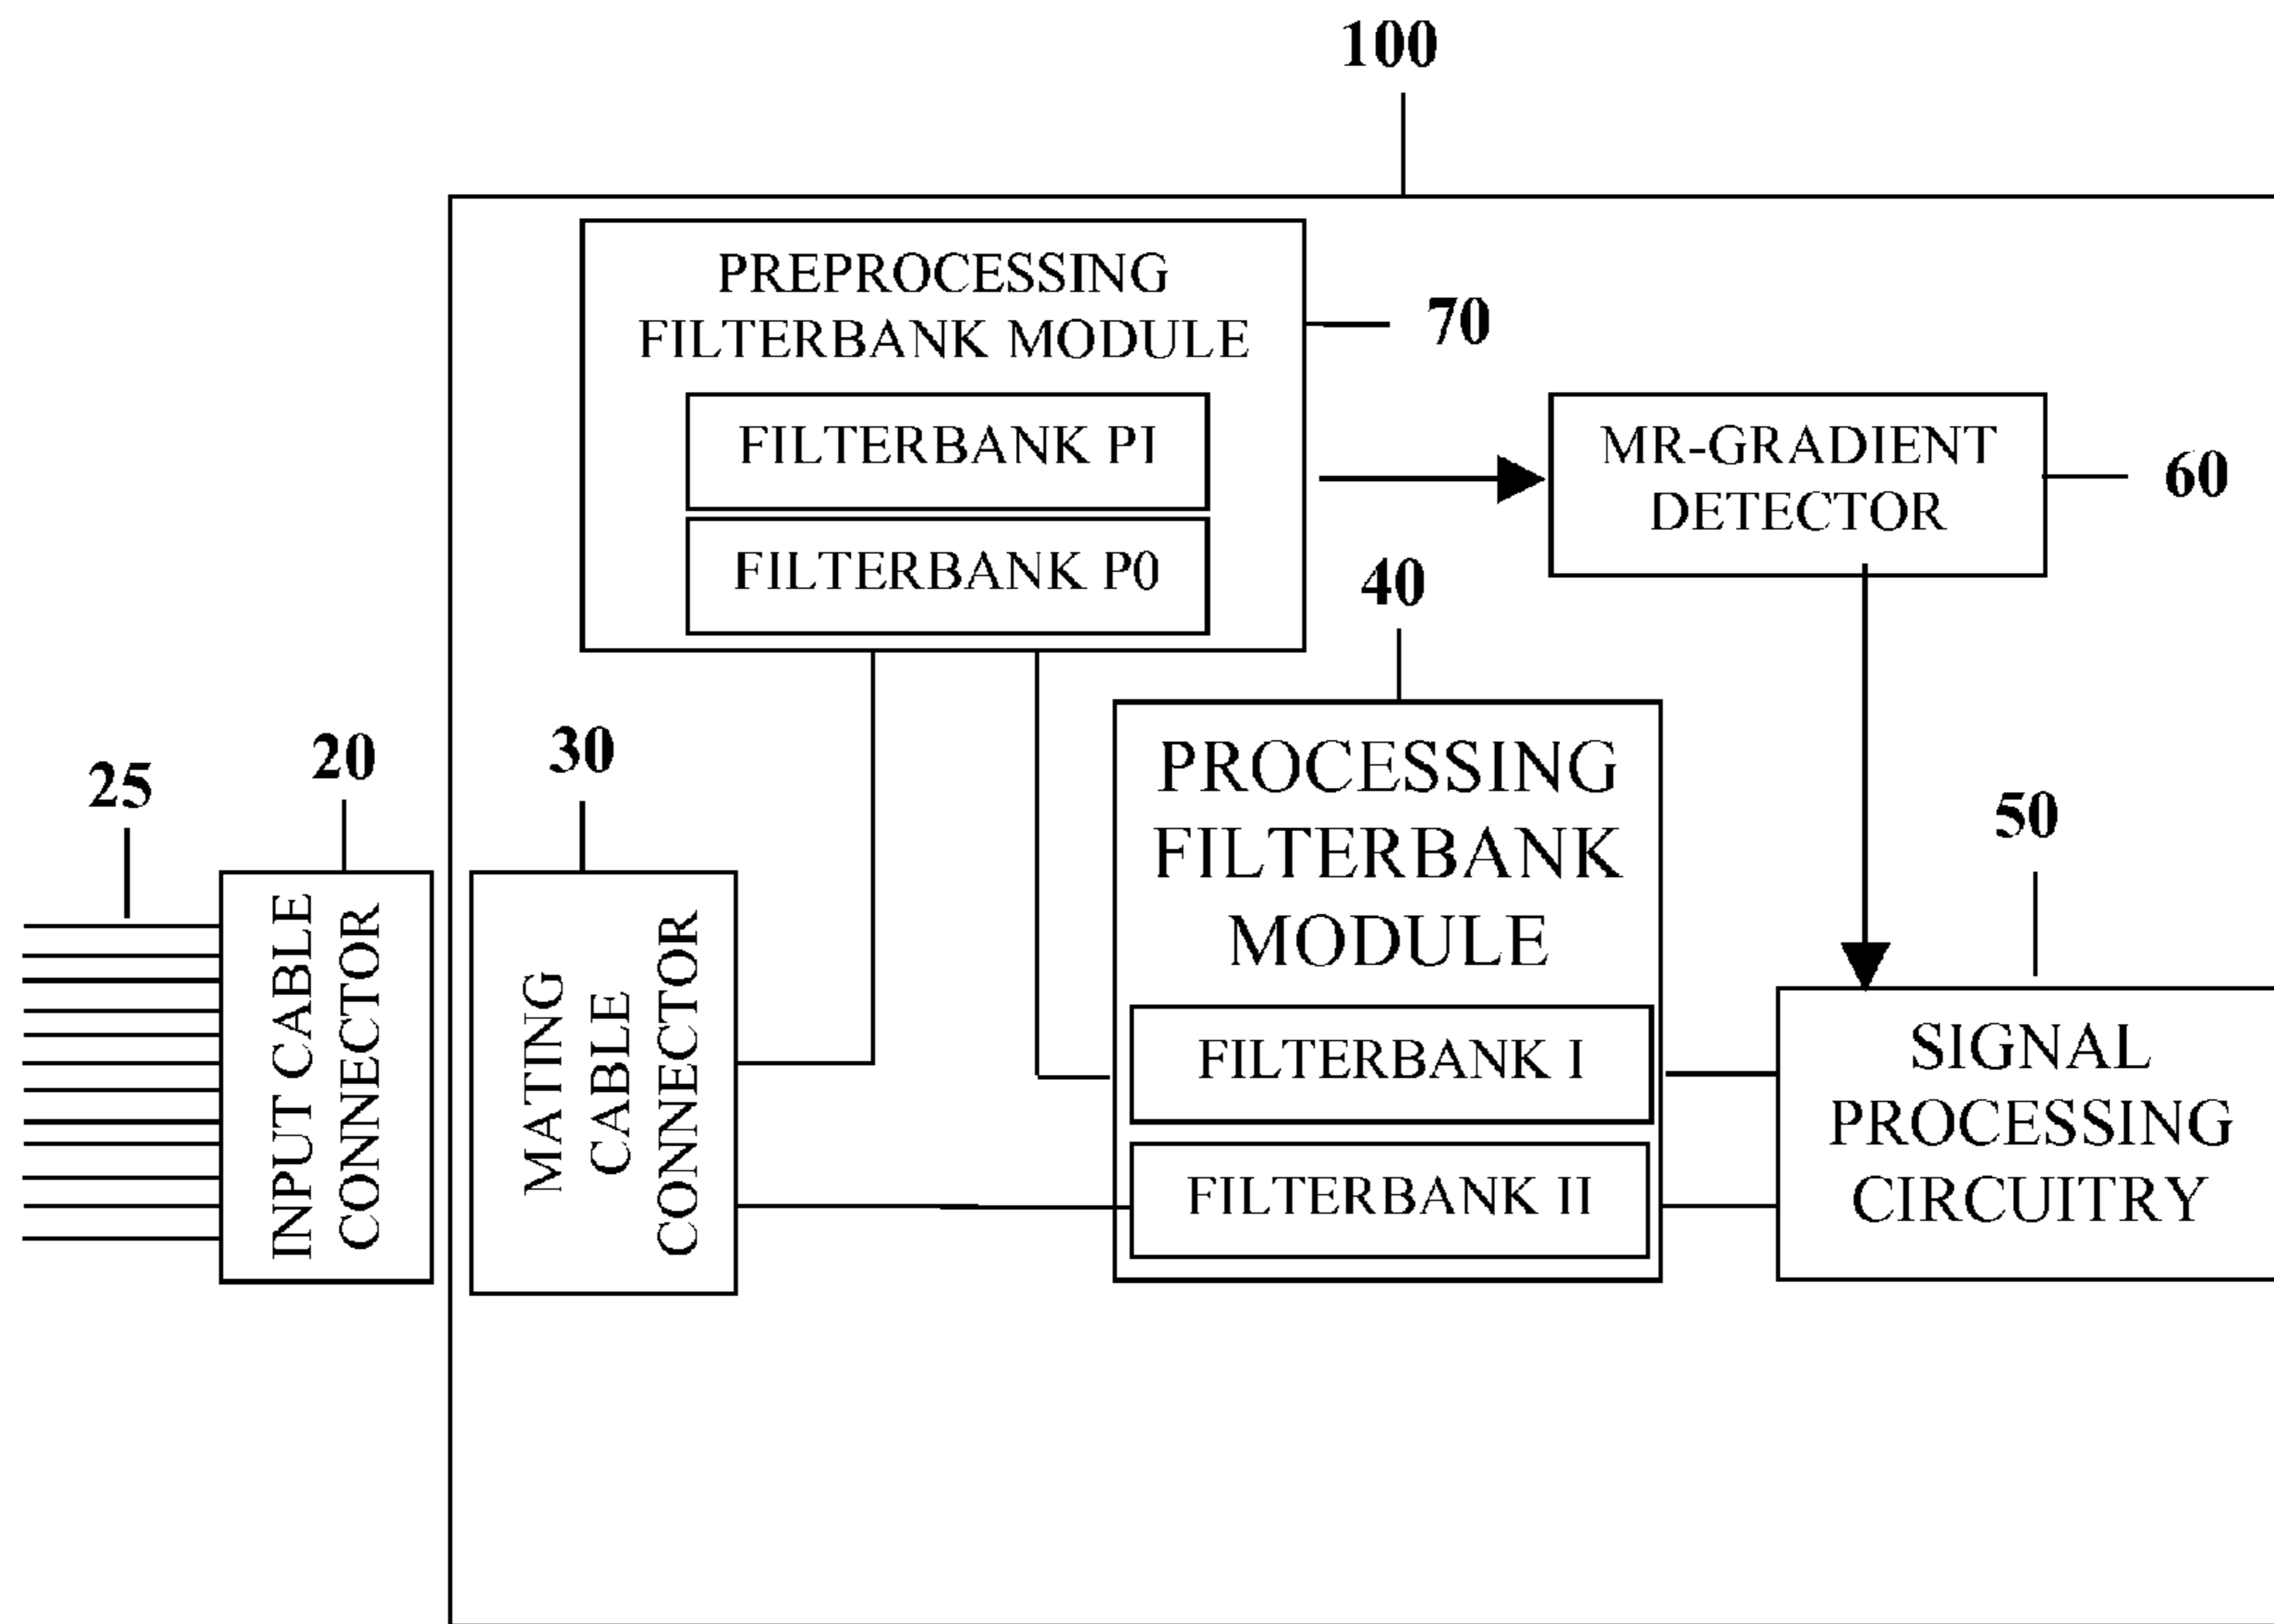 100
PREPROCESSING
FILTERBANK MODULE
70
FILTERBANK PI
FILTERBANK P0
MR-GRADIENT
DETECTOR
60
40
PROCESSING
FILTERBANK
MODULE
FILTERBANK I
FILTERBANK II
25
20
INPUT CABLE
CONNECTOR
30
MATING
CABLE
CONNECTOR
50
SIGNAL
PROCESSING
CIRCUITRY